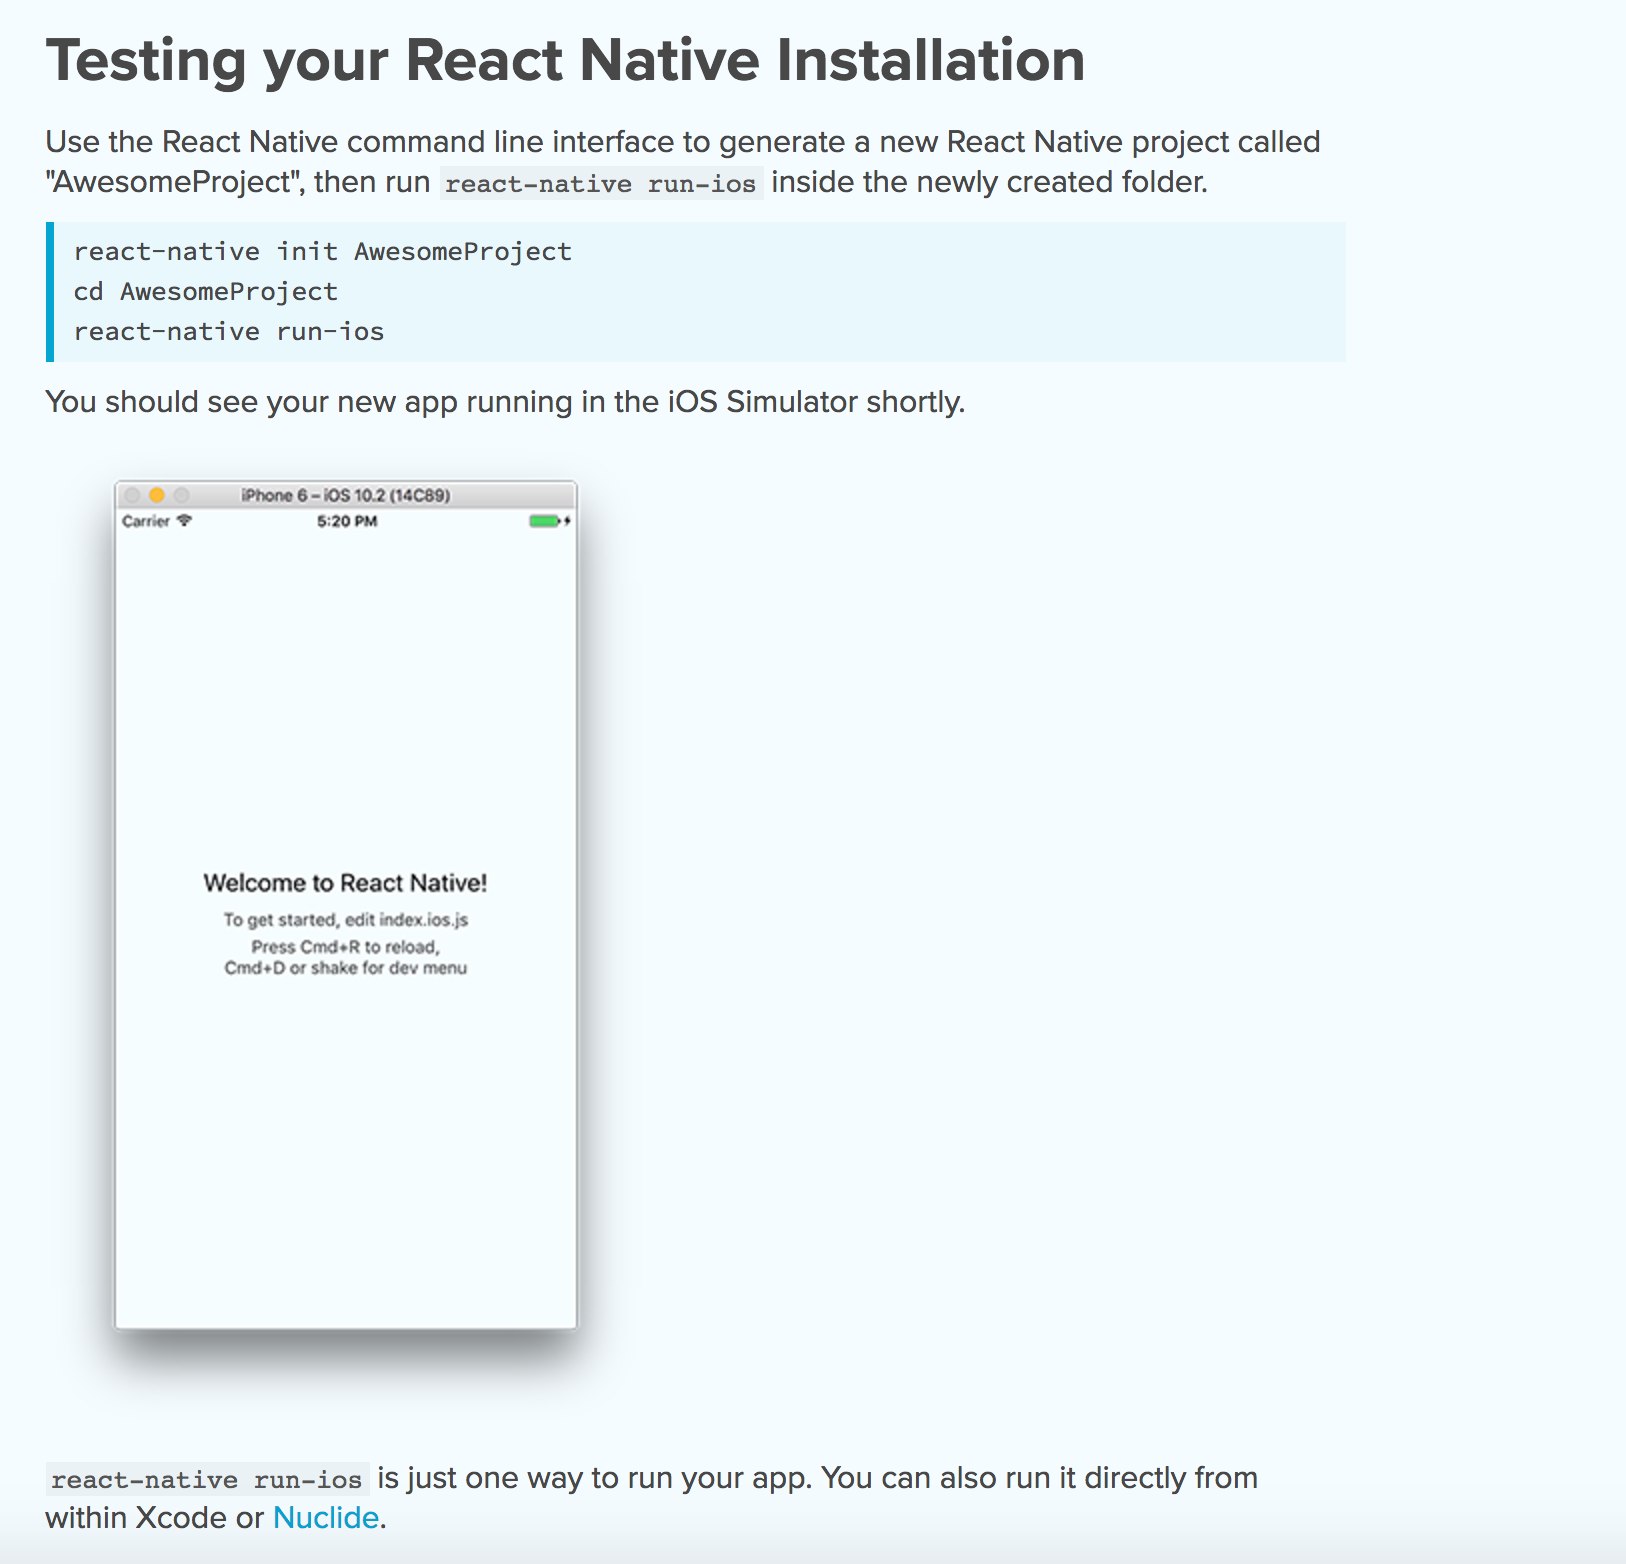 Testing your React Native Installation
Use the React Native command line interface to generate a new React Native project called
"AwesomeProject", then run react-native run-ios inside the newly created folder.
react-native init AwesomeProject
cd AwesomeProject
react-native run-ios
You should see your new app running in the iOS Simulator shortly.
iPhone 6 – iOS 10.2 (14C89)
Carrier 5:20 PM
Welcome to React Native!
To get started, edit index.ios.js
Press Cmd+R to reload,
Cmd+D or shake for dev menu
react-native run-ios is just one way to run your app. You can also run it directly from
within Xcode or Nuclide.